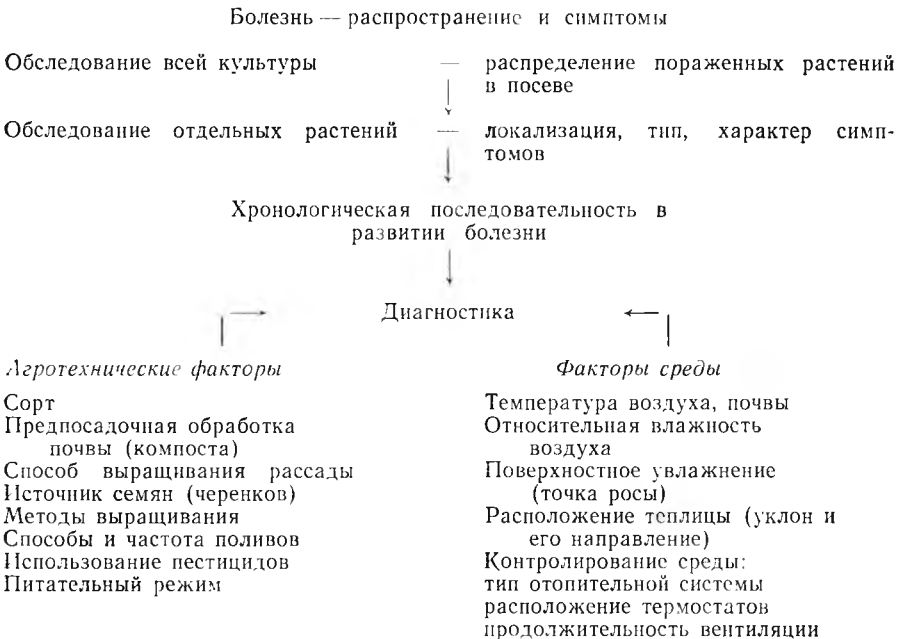 Болезнь — распространение и симптомы
Обследование всей культуры — распределение пораженных растений
в посеве
Обследование отдельных растений — локализация, тип, характер симп-
томов
Хронологическая последовательность в
развитии болезни
Диагностика
Агротехнические факторы
Сорт
Предпосадочная обработка
почвы (компоста)
Способ выращивания рассады
Источник семян (черенков)
Методы выращивания
Способы и частота поливов
Использование пестицидов
Питательный режим
Факторы среды
Температура воздуха, почвы
Относительная влажность
воздуха
Поверхностное увлажнение
(точка росы)
Расположение теплицы (уклон и
его направление)
Контролирование среды:
тип отопительной системы
расположение термостатов
продолжительность вентиляции